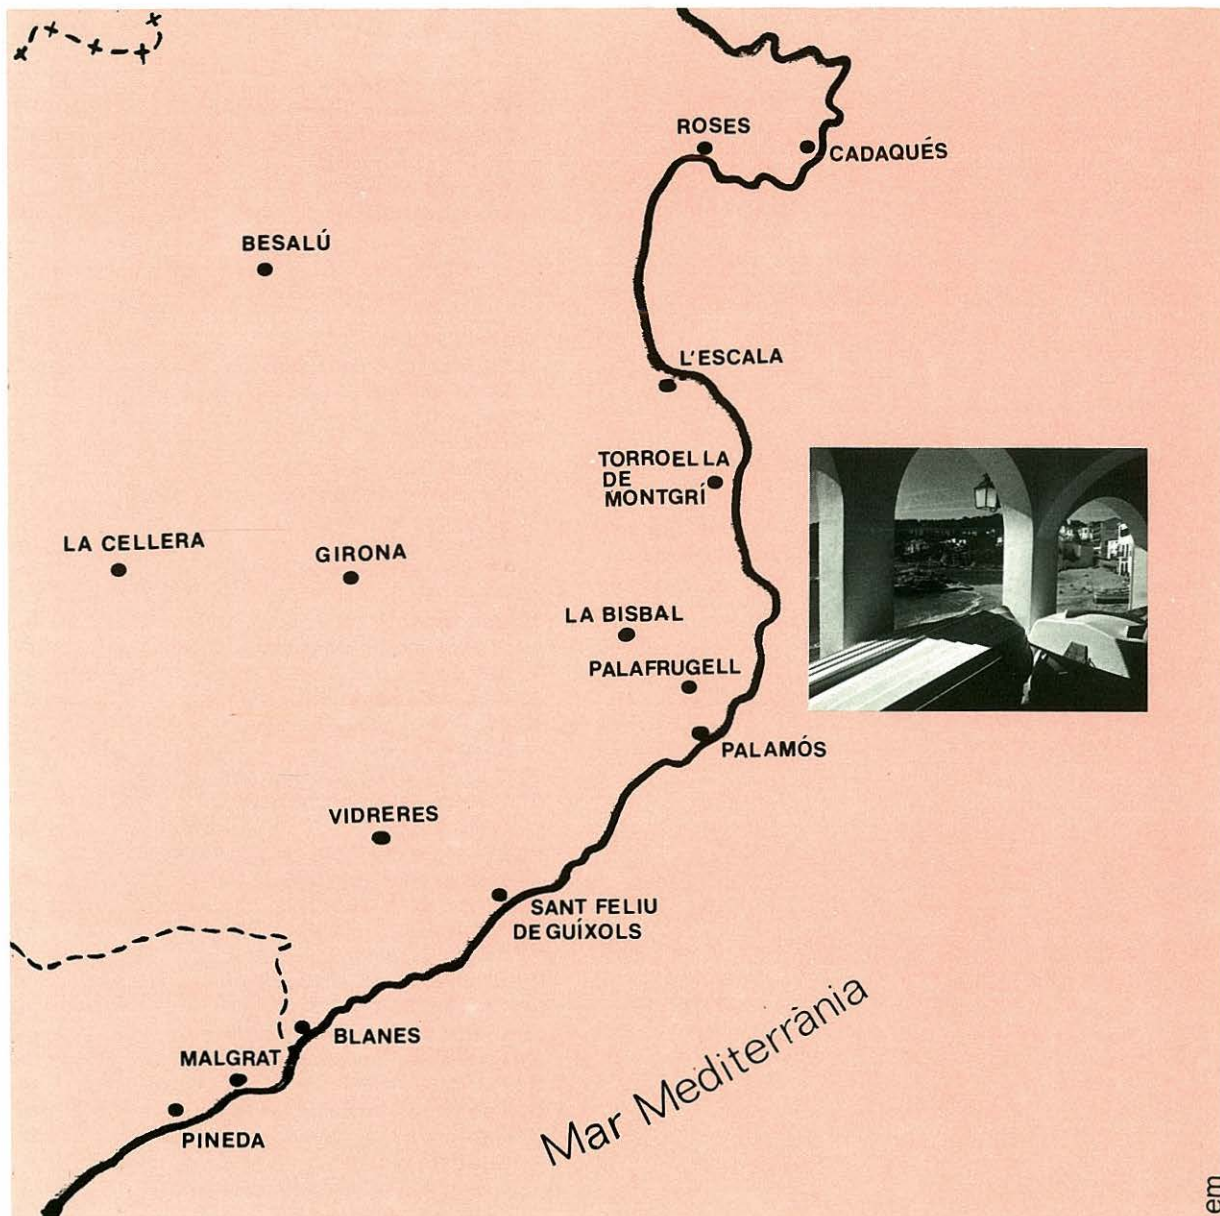 ROSES
CADAQUÉS
BESALÚ
L'ESCALA
TORROELLA
DE
MONTGRÍ
LA CELLERA
GIRONA
LA BISBAL
PALAFRUGELL
PALAMÓS
VIDRERES
SANT FELIU
DE GUÍXOLS
BLANES
MALGRAT
PINEDA
Mar Mediterrània
em